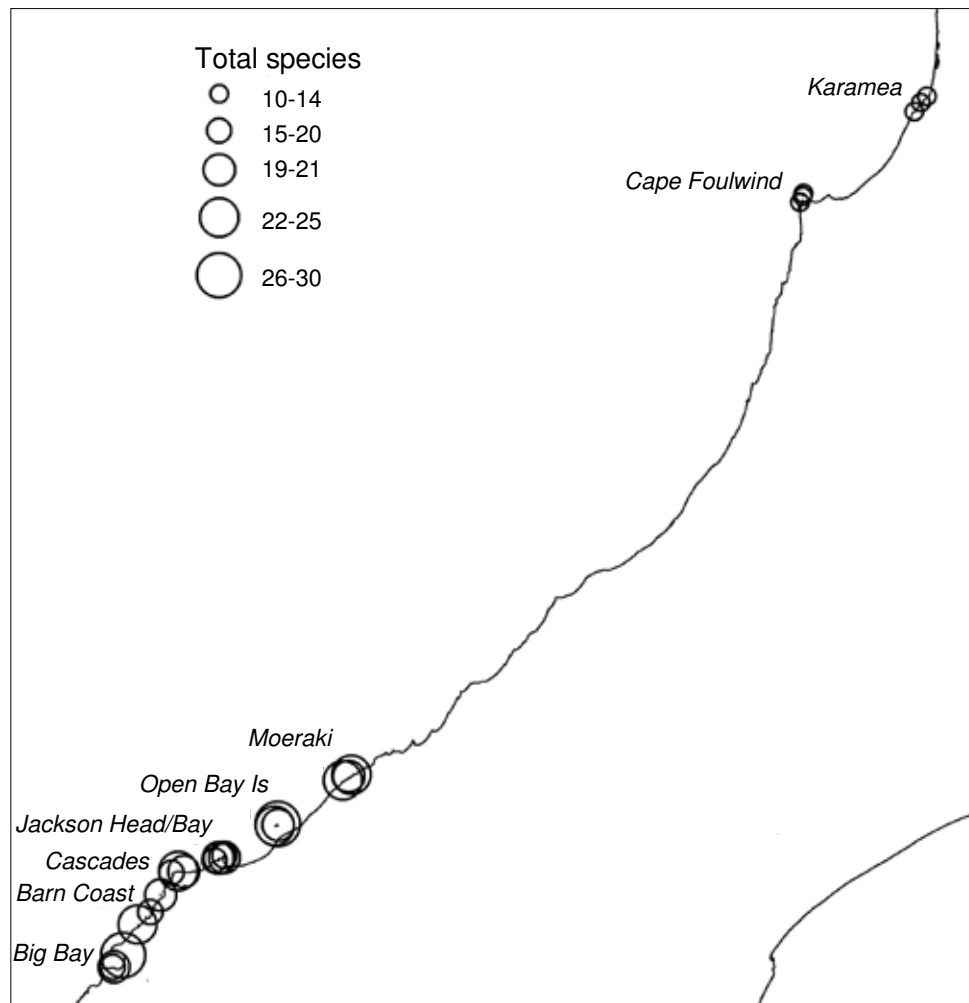 Total species
10-14
15-20
19-21
22-25
26-30
Karamea
Cape Foulwind
Moeraki
Open Bay Is
Jackson Head/Bay
Cascades
Barn Coast
Big Bay